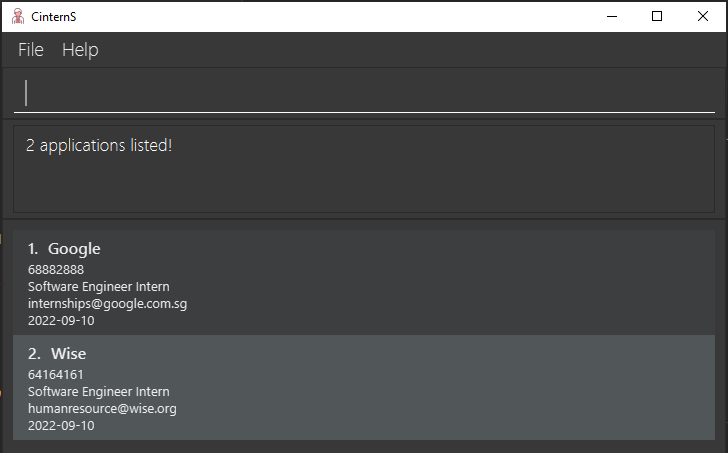 CinternS
File Help
2 applications listed!
1. Google
68882888
Software Engineer Intern
internships@google.com.sg
2022-09-10
2. Wise
64164161
Software Engineer Intern
humanresource@wise.org
2022-09-10